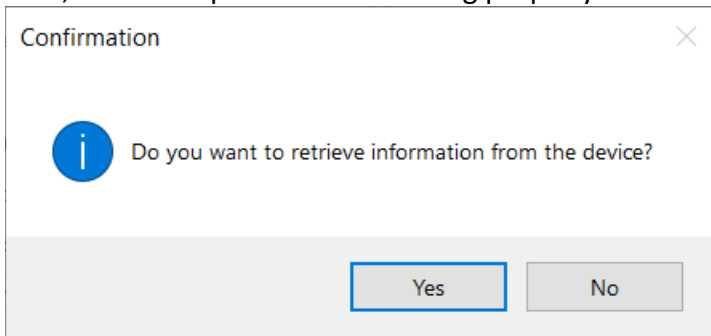 Confirmation
Do you want to retrieve information from the device?
Yes
No